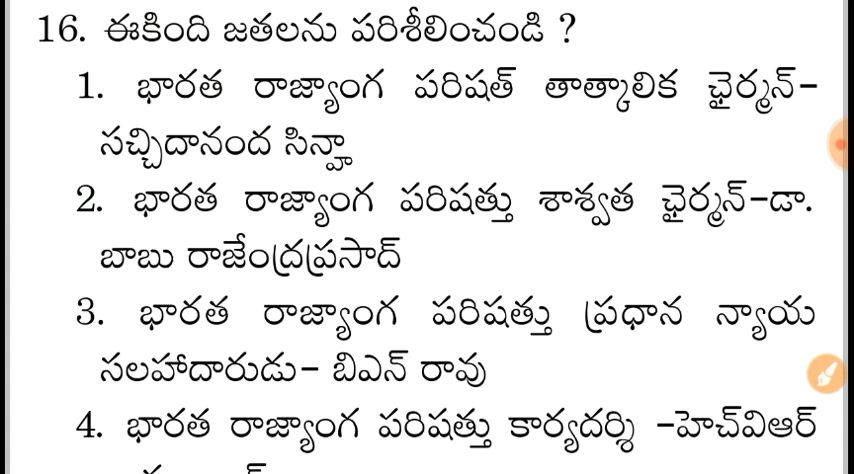 16. ఈకింది జతలను పరిశీలించండి ?
1. భారత రాజ్యాంగ పరిషత్ తాత్కాలిక ఛైర్మన్-
సచ్చిదానంద సిన్హా
2. భారత రాజ్యాంగ పరిషత్తు శాశ్వత ఛైర్మన్-డా.
బాబు రాజేంద్రప్రసాద్
3. భారత రాజ్యాంగ పరిషత్తు ప్రధాన న్యాయ
సలహాదారుడు- బిఎన్ రావు
4. భారత రాజ్యాంగ పరిషత్తు కార్యదర్శి -హెచ్‌విఆర్